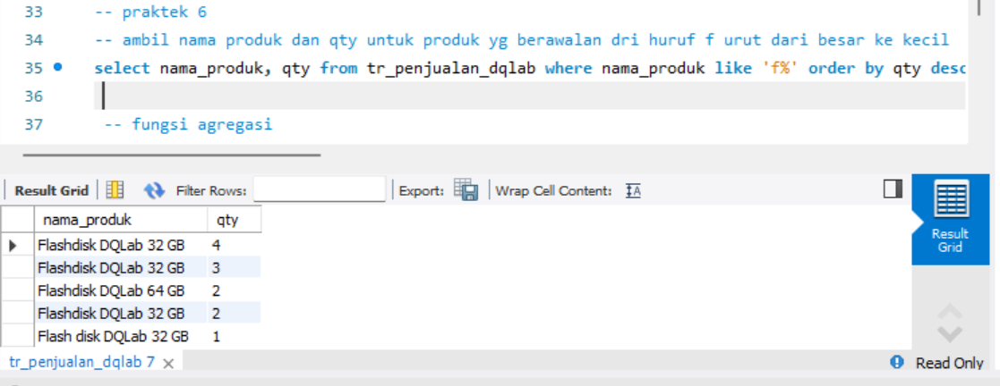 33 -- praktek 6
34 -- ambil nama produk dan qty untuk produk yg berawalan dri huruf f urut dari besar ke kecil
35 select nama_produk, qty from tr_penjualan_dqlab where nama_produk like 'f%' order by qty desc
36
37 -- fungsi agregasi
Result Grid Filter Rows: Export: Wrap Cell Content: IA
nama_produk qty
Flashdisk DQLab 32 GB 4
Flashdisk DQLab 32 GB 3
Flashdisk DQLab 64 GB 2
Flashdisk DQLab 32 GB 2
Flash disk DQLab 32 GB 1
Result
Grid
tr_penjualan_dqlab 7
Read Only